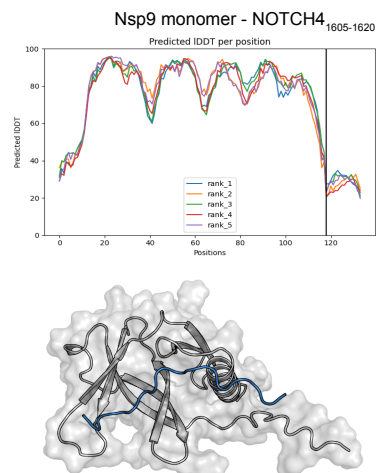 Nsp9 monomer - NOTCH4 1605-1620
Predicted lDDT per position
100
80
60
40
20
0
Predicted lDDT
rank_1
rank_2
rank_3
rank_4
rank_5
0 20 40 60 80 100 120
Positions